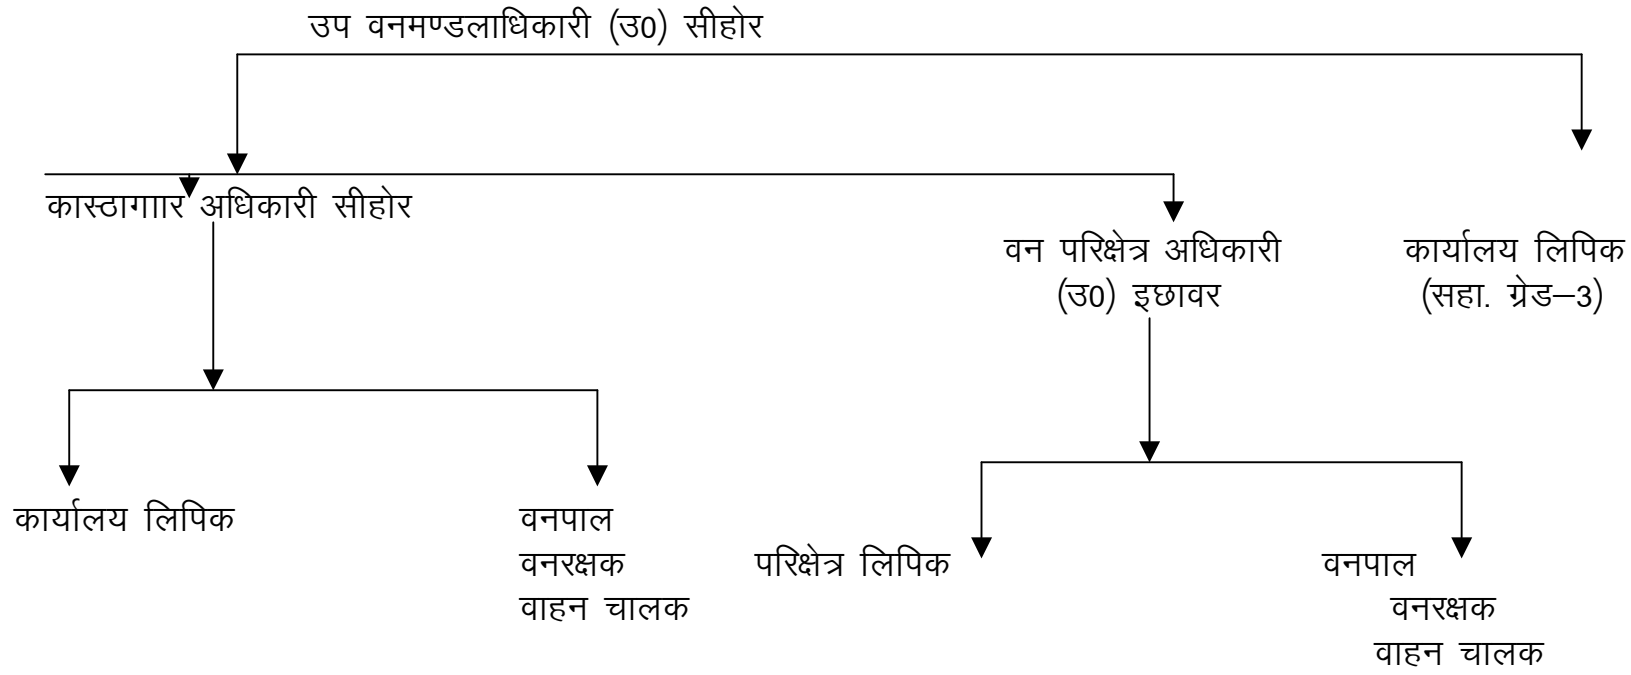 उप वनमण्डलाधिकारी (उ0) सीहोर
कास्ठागाार अधिकारी सीहोर
वन परिक्षेत्र अधिकारी
(उ0) इछावर
कार्यालय लिपिक
(सहा. ग्रेड–3)
कार्यालय लिपिक
वनपाल
वनरक्षक
वाहन चालक
परिक्षेत्र लिपिक
वनपाल
वनरक्षक
वाहन चालक